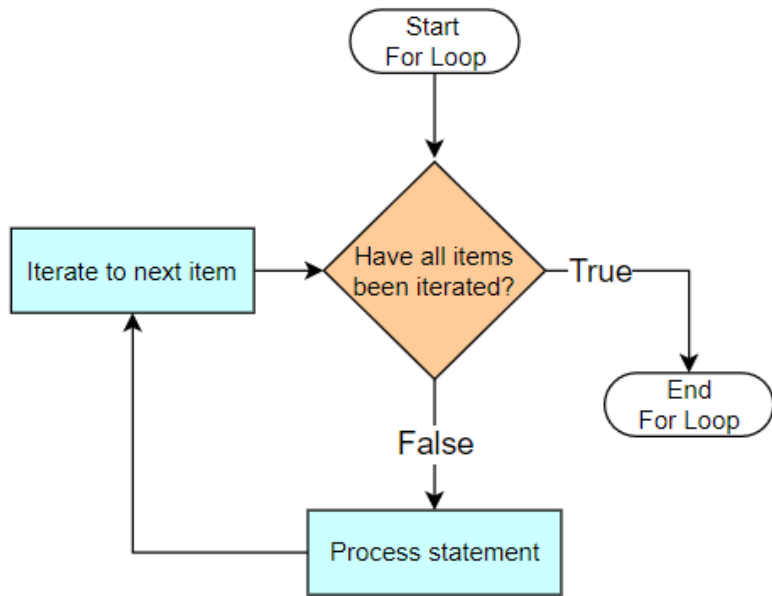 Start
For Loop
Iterate to next item
Have all items
been iterated?
True
End
For Loop
False
Process statement